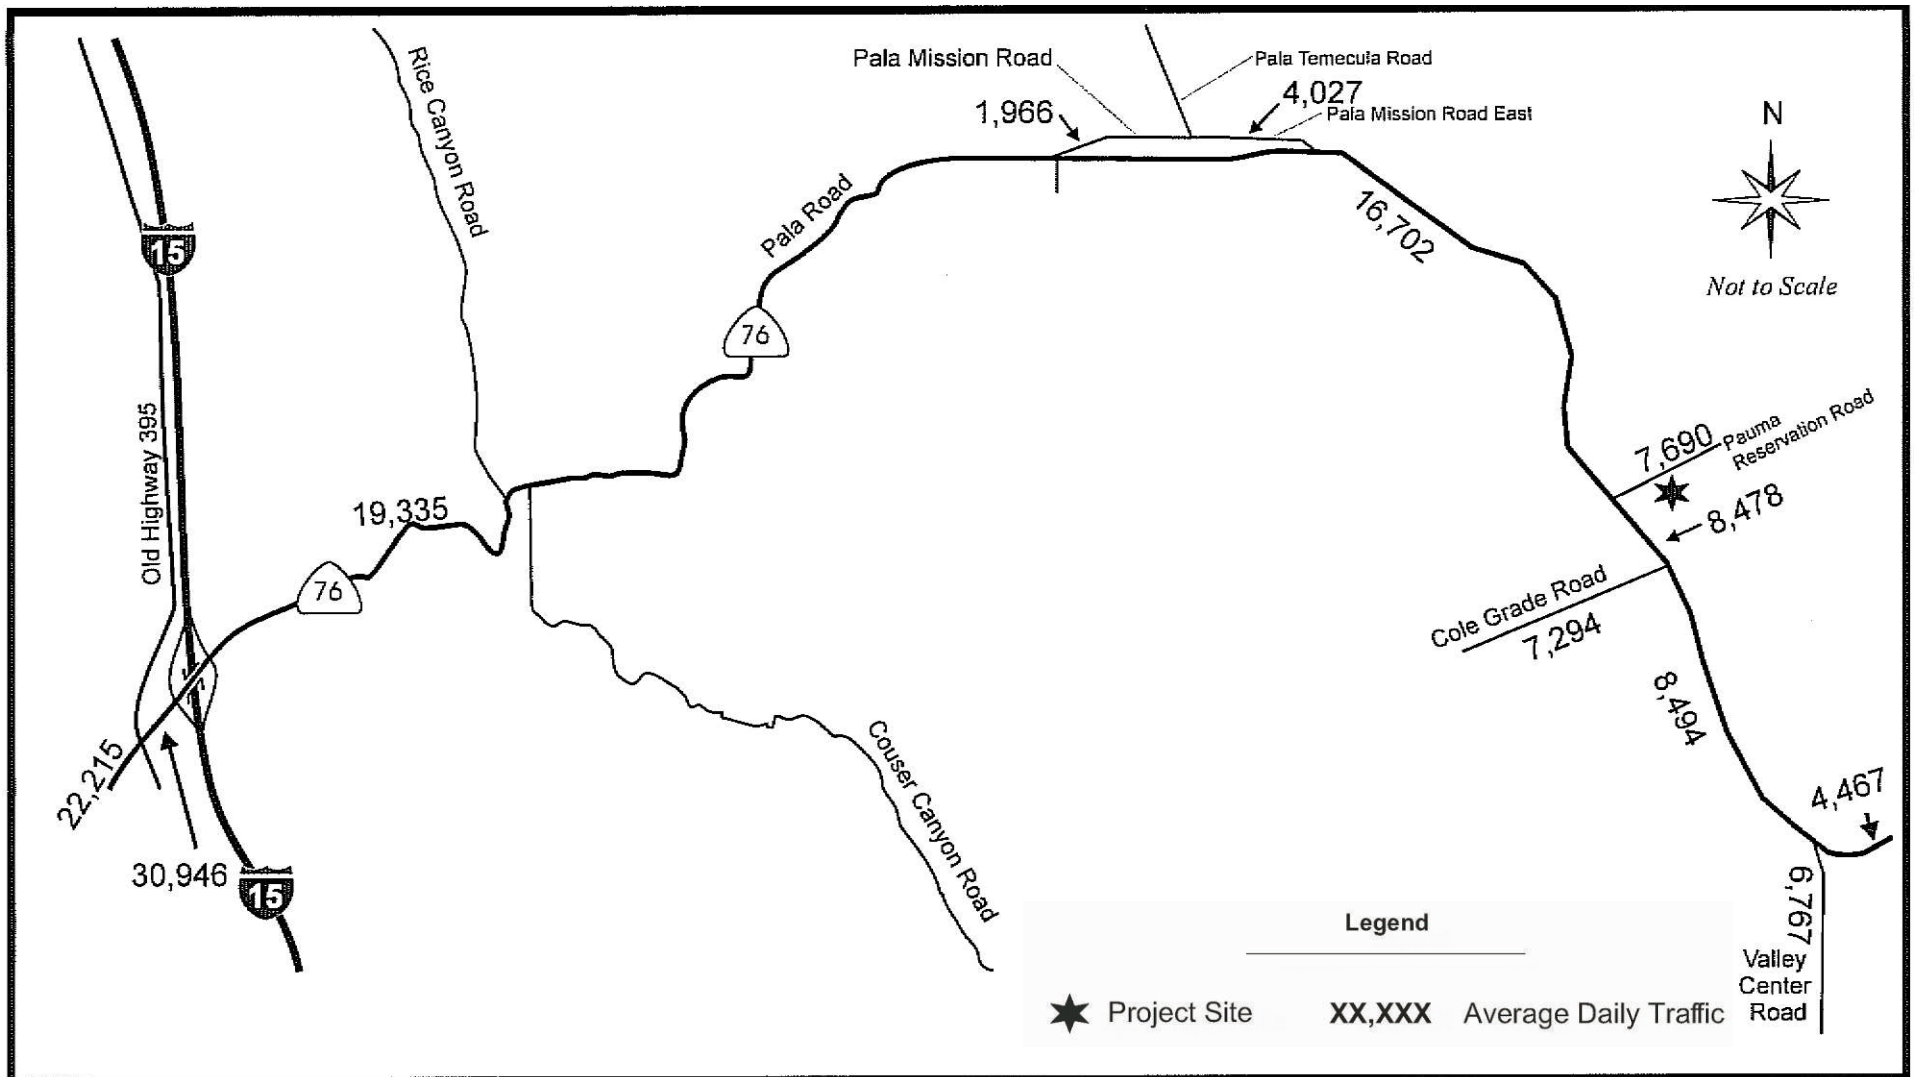 Rice Canyon Road
Pala Mission Road
Pala Temecula Road
1,966
4,027
Pala Mission Road East
N
Not to Scale
15
Pala Road
16,702
76
Old Highway 395
19,335
76
7,690
Pauma
Reservation Road
8,478
Cole Grade Road
7,294
8,494
22,215
30,946
15
Couser Canyon Road
4,467
6,767
Valley
Center
Road
Legend
Project Site
XX,XXX
Average Daily Traffic